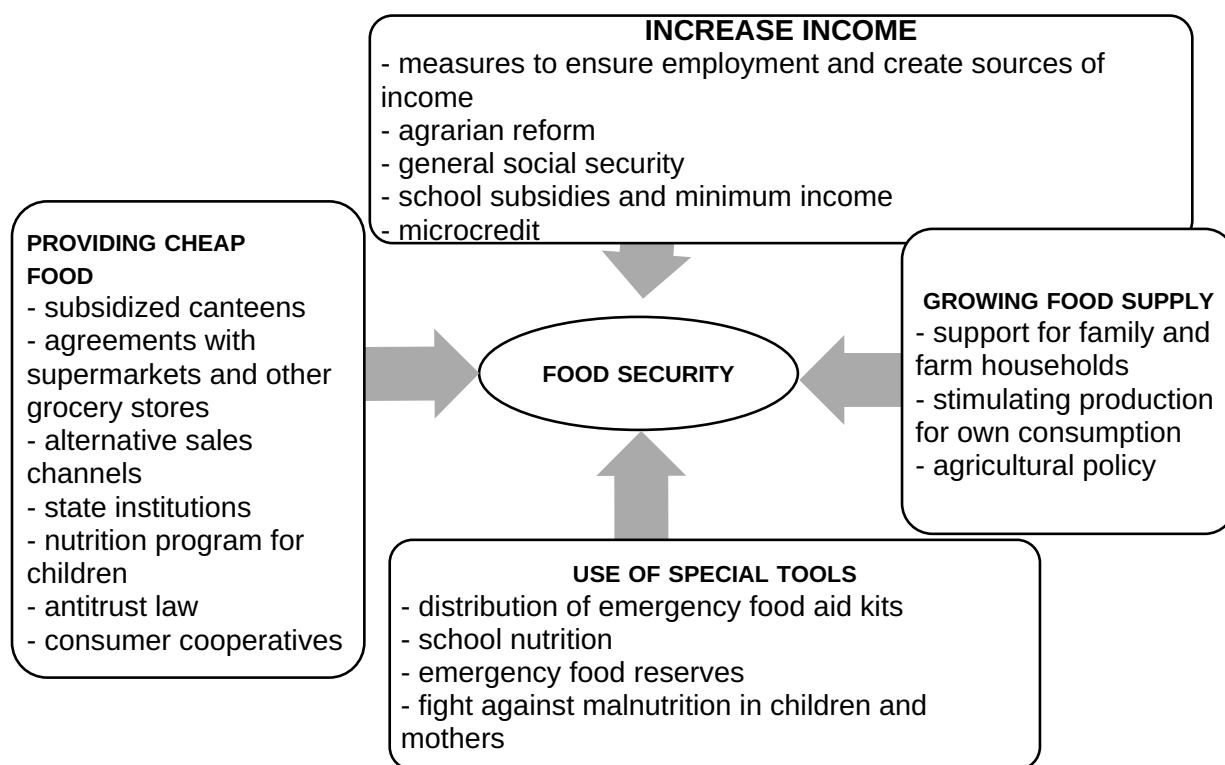 INCREASE INCOME
- measures to ensure employment and create sources of
income
- agrarian reform
- general social security
- school subsidies and minimum income
- microcredit
PROVIDING CHEAP
FOOD
- subsidized canteens
- agreements with
supermarkets and other
grocery stores
- alternative sales
channels
- state institutions
- nutrition program for
children
- antitrust law
- consumer cooperatives
FOOD SECURITY
GROWING FOOD SUPPLY
- support for family and
farm households
- stimulating production
for own consumption
- agricultural policy
USE OF SPECIAL TOOLS
- distribution of emergency food aid kits
- school nutrition
- emergency food reserves
- fight against malnutrition in children and
mothers